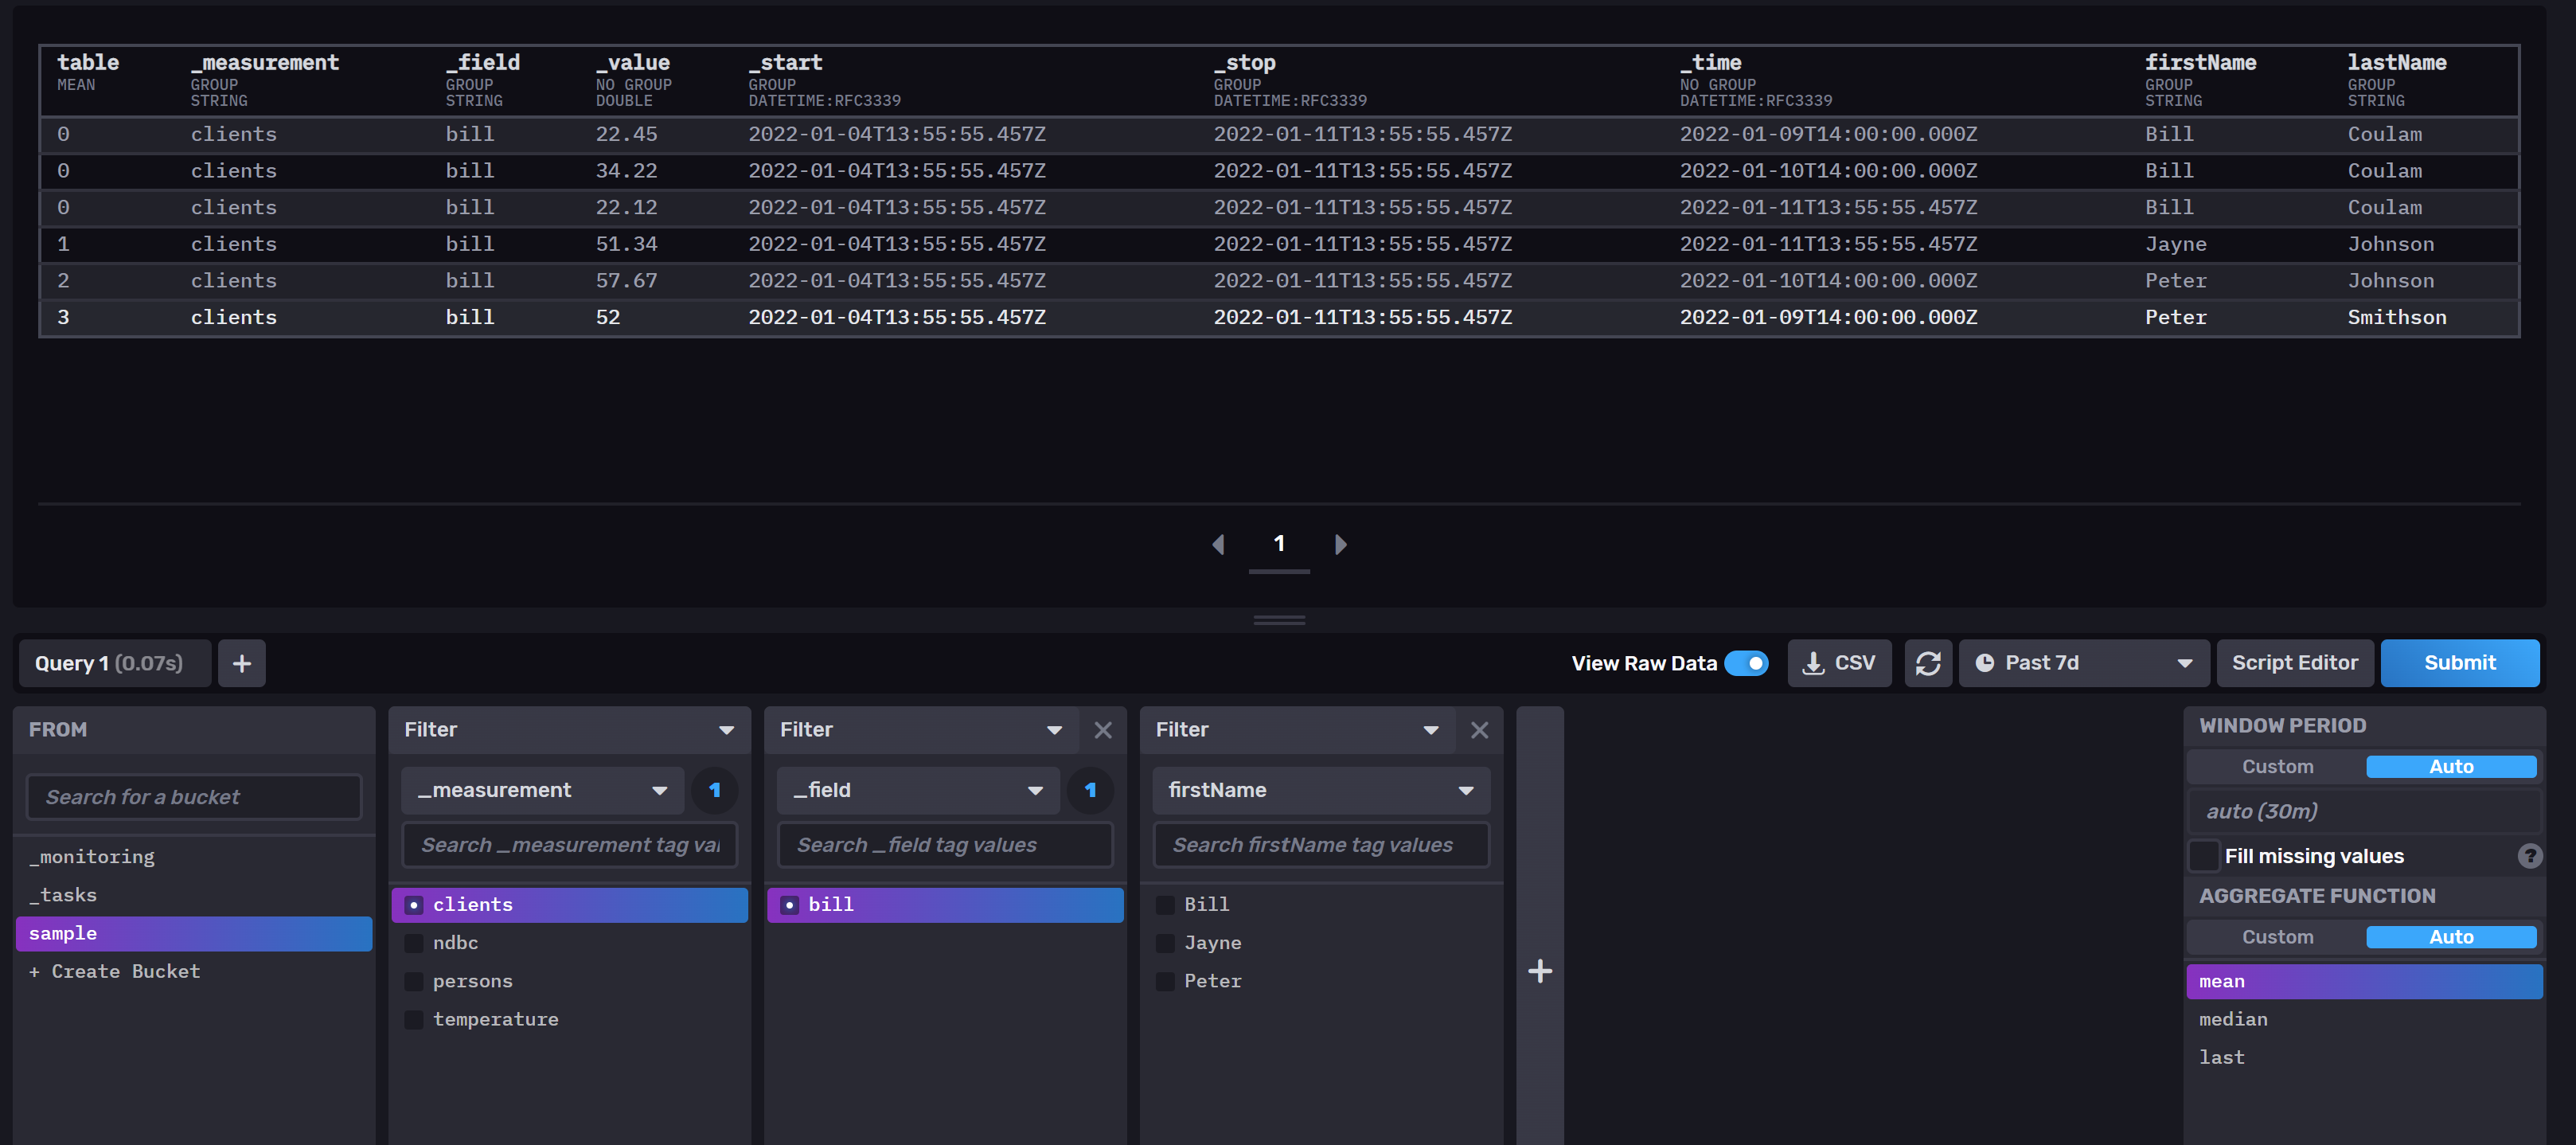 table _measurement _field _value _start _stop _time firstName lastName
MEAN GROUP GROUP NO GROUP GROUP GROUP NO GROUP GROUP GROUP
STRING STRING DOUBLE DATETIME:RFC3339 DATETIME:RFC3339 DATETIME:RFC3339 STRING STRING
0 clients bill 22.45 2022-01-04T13:55:55.457Z 2022-01-11T13:55:55.457Z 2022-01-09T14:00:00.000Z Bill Coulam
0 clients bill 34.22 2022-01-04T13:55:55.457Z 2022-01-11T13:55:55.457Z 2022-01-10T14:00:00.000Z Bill Coulam
0 clients bill 22.12 2022-01-04T13:55:55.457Z 2022-01-11T13:55:55.457Z 2022-01-11T13:55:55.457Z Bill Coulam
1 clients bill 51.34 2022-01-04T13:55:55.457Z 2022-01-11T13:55:55.457Z 2022-01-11T13:55:55.457Z Jayne Johnson
2 clients bill 57.67 2022-01-04T13:55:55.457Z 2022-01-11T13:55:55.457Z 2022-01-10T14:00:00.000Z Peter Johnson
3 clients bill 52 2022-01-04T13:55:55.457Z 2022-01-11T13:55:55.457Z 2022-01-09T14:00:00.000Z Peter Smithson
1
Query 1 (0.07s) + View Raw Data CSV Past 7d Script Editor Submit
FROM
Search for a bucket
_monitoring
_tasks
sample
+ Create Bucket
Filter
_measurement 1
Search _measurement tag val
clients
ndbc
persons
temperature
Filter
_field 1
Search _field tag values
bill
Filter
firstName
Search firstName tag values
Bill
Jayne
Peter
+
WINDOW PERIOD
Custom Auto
auto (30m)
Fill missing values ?
AGGREGATE FUNCTION
Custom Auto
mean
median
last